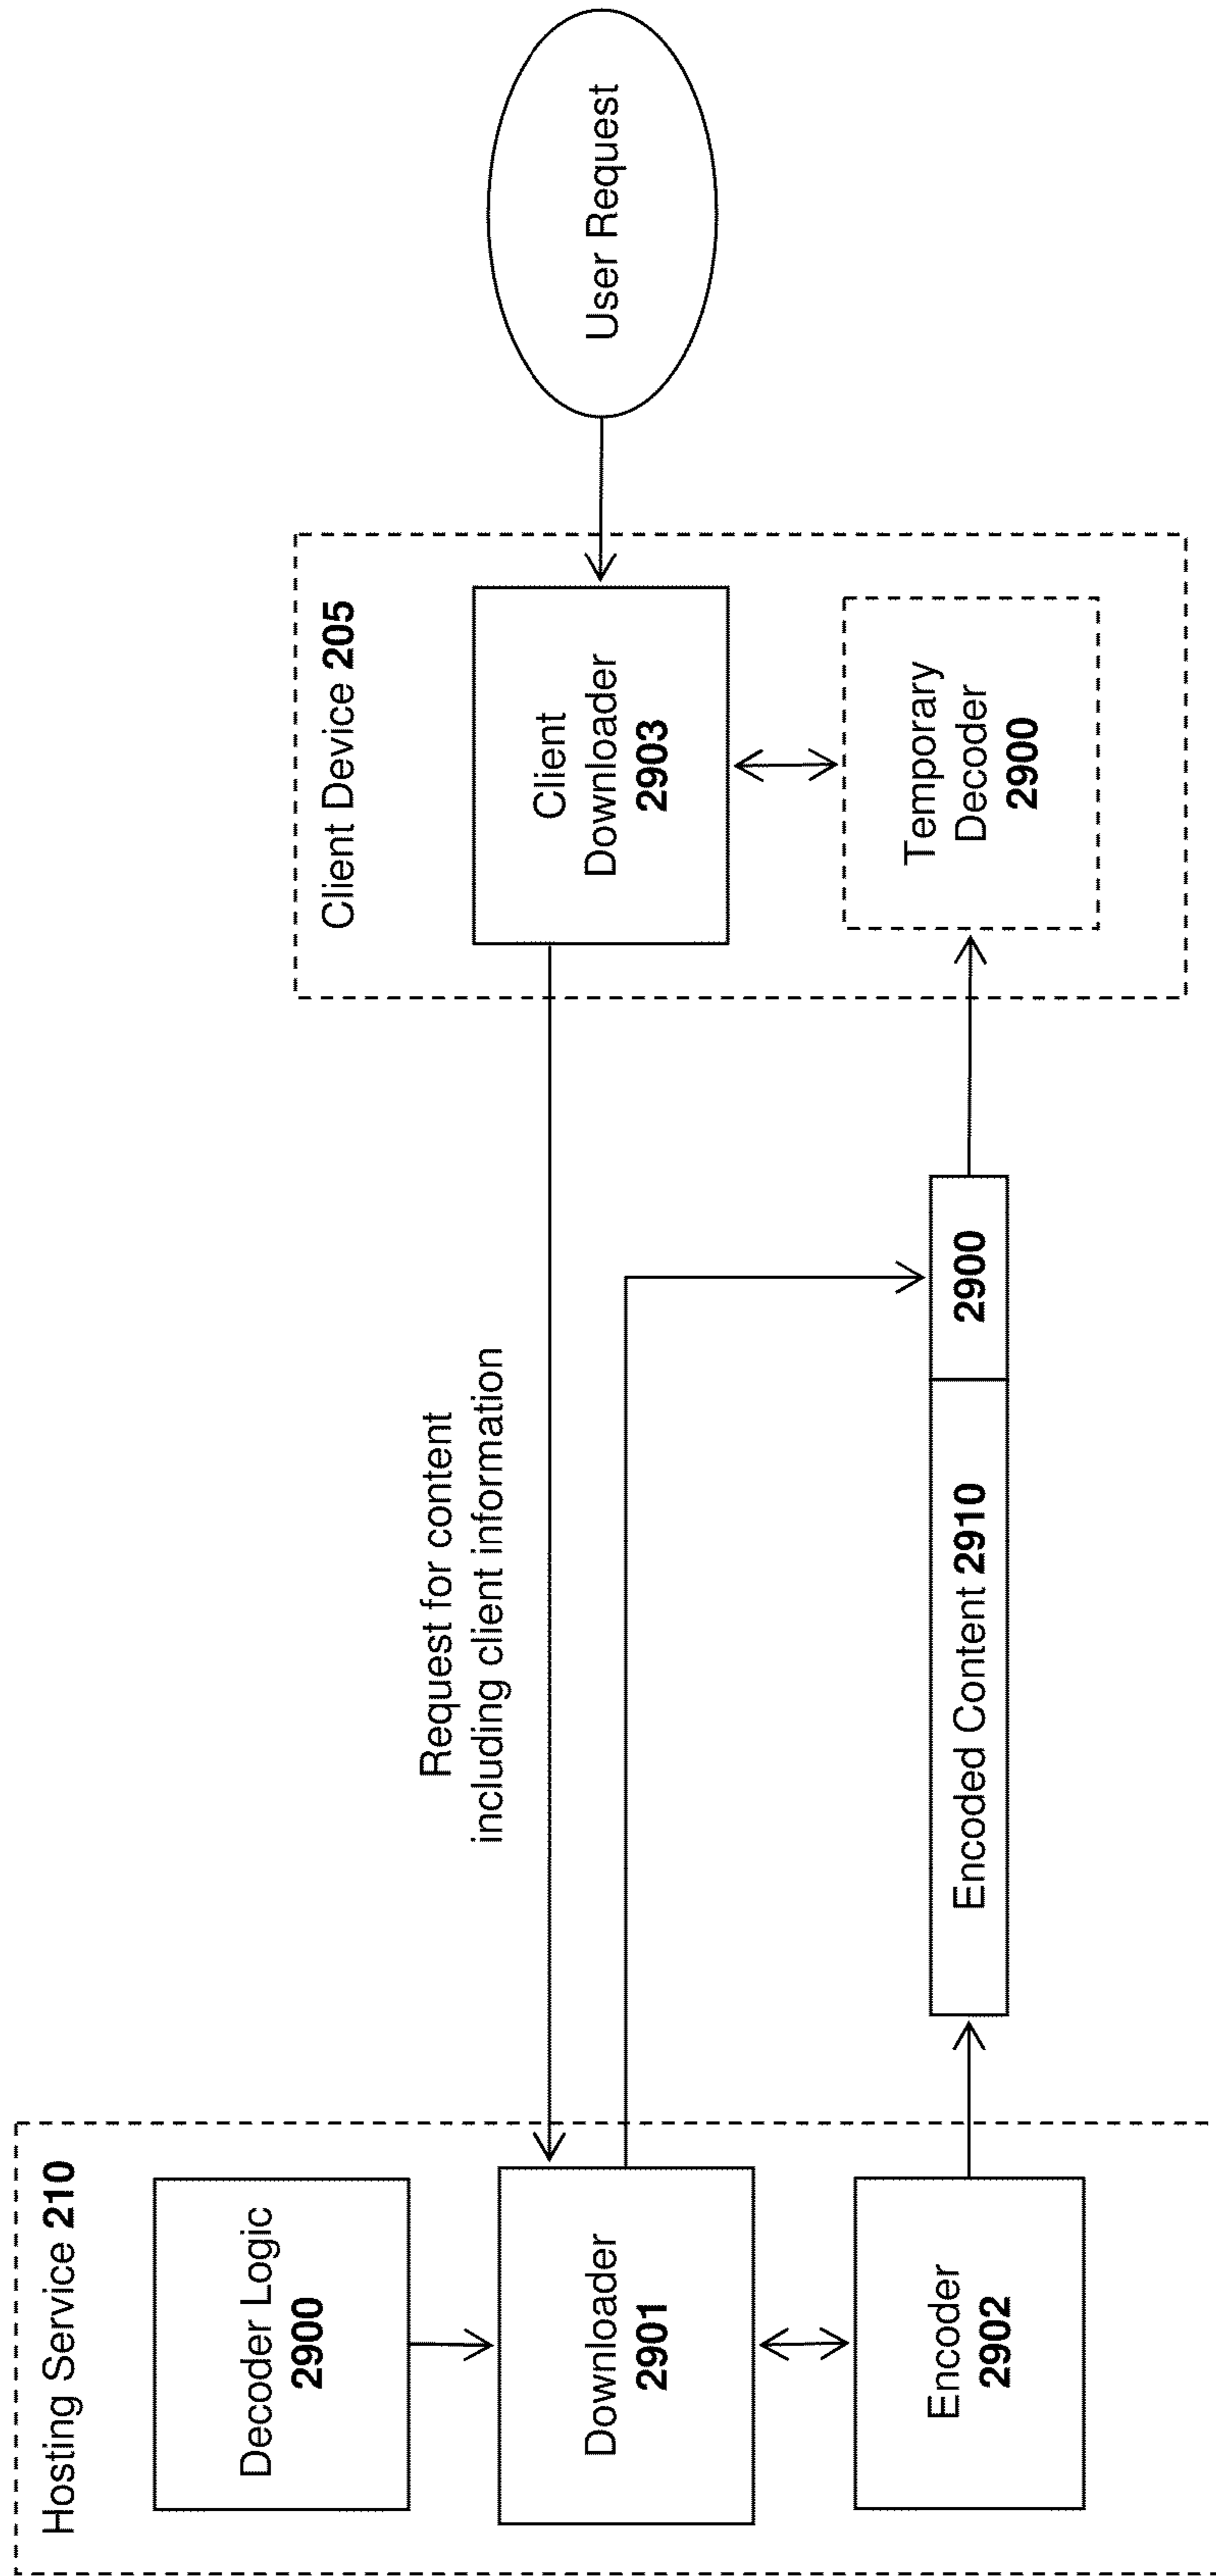 Hosting Service 210
Decoder Logic
2900
Downloader
2901
Encoder
2902
Request for content
including client information
Encoded Content 2910
2900
Client Device 205
Client
Downloader
2903
Temporary
Decoder
2900
User Request